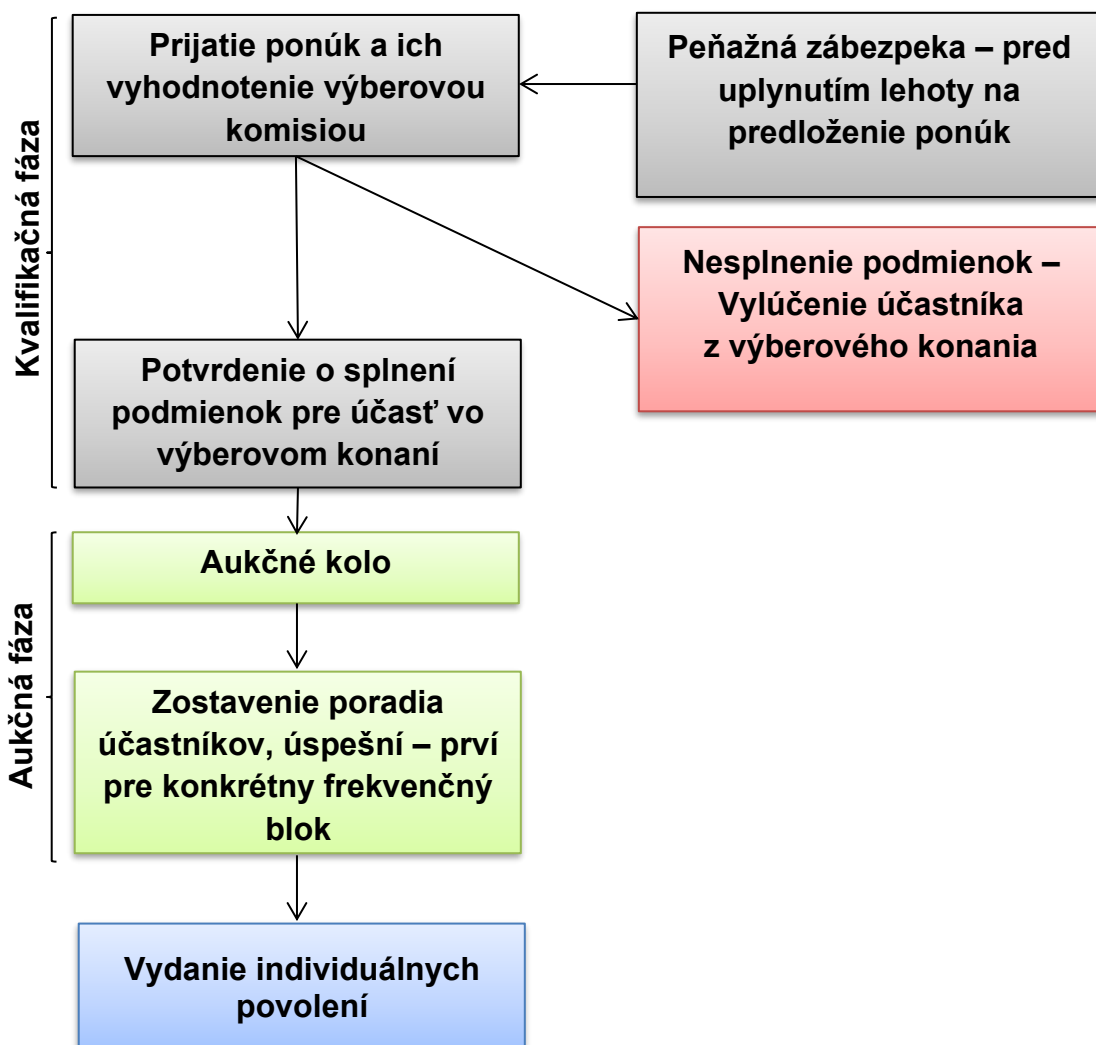 Kvalifikačná fáza
Prijatie ponúk a ich
vyhodnotenie výberovou
komisiou
Peňažná zábezpeka – pred
uplynutím lehoty na
predloženie ponúk
Nesplnenie podmienok –
Vylúčenie účastníka
z výberového konania
Potvrdenie o splnení
podmienok pre účasť vo
výberovom konaní
Aukčná fáza
Aukčné kolo
Zostavenie poradia
účastníkov, úspešní – prví
pre konkrétny frekvenčný
blok
Vydanie individuálnych
povolení